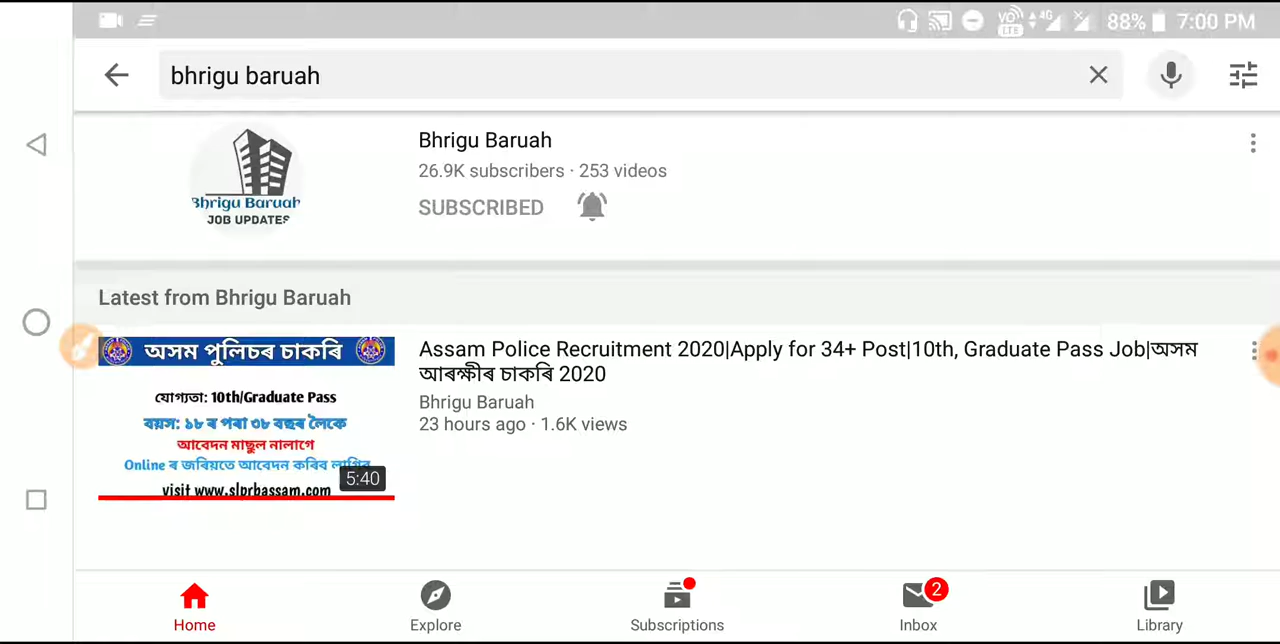 VO LTE 4G 88% 7:00 PM
bhrigu baruah
Bhrigu Baruah
JOB UPDATES
Bhrigu Baruah
26.9K subscribers · 253 videos
SUBSCRIBED
Latest from Bhrigu Baruah
অসম পুলিচৰ চাকৰি
যোগ্যতা: 10th/Graduate Pass
বয়স: ১৮ ৰ পৰা ৩৮ বছৰ লৈকে
আবেদন মাছুল নালাগে
Online ৰ জৰিয়তে আবেদন কৰিব লাগিব
visit www.slprbassam.com
5:40
Assam Police Recruitment 2020|Apply for 34+ Post|10th, Graduate Pass Job|অসম
আৰক্ষীৰ চাকৰি 2020
Bhrigu Baruah
23 hours ago · 1.6K views
Home
Explore
Subscriptions
2
Inbox
Library